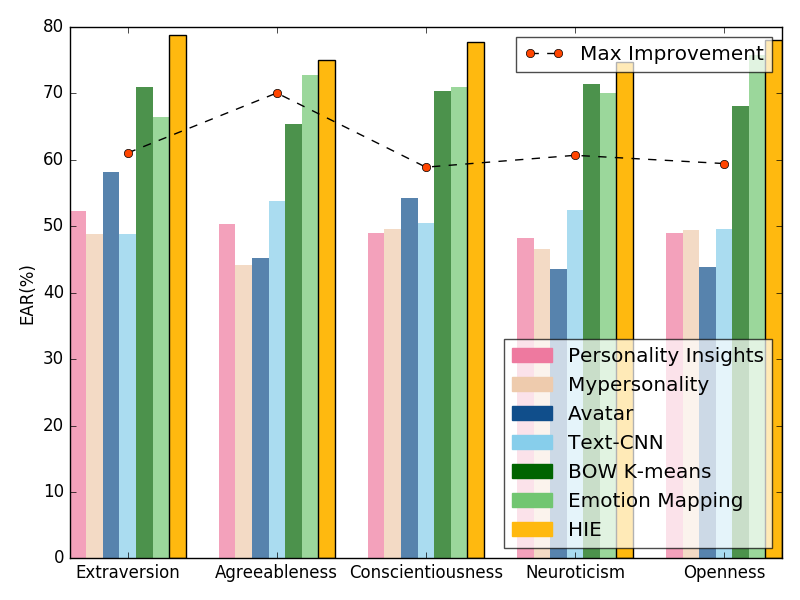 80
70
60
50
40
30
20
10
0
EAR(%)
Max Improvement
Personality Insights
Mypersonality
Avatar
Text-CNN
BOW K-means
Emotion Mapping
HIE
Extraversion Agreeableness Conscientiousness Neuroticism Openness